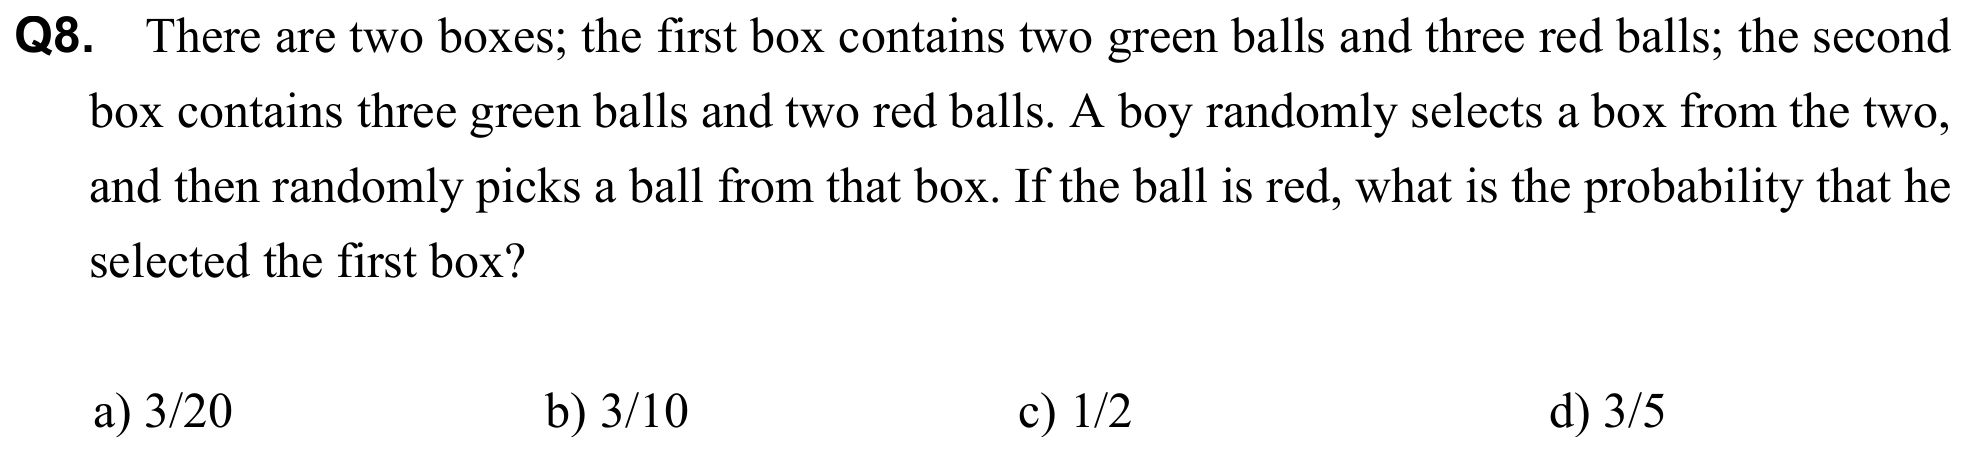 Q8. There are two boxes; the first box contains two green balls and three red balls; the second
box contains three green balls and two red balls. A boy randomly selects a box from the two,
and then randomly picks a ball from that box. If the ball is red, what is the probability that he
selected the first box?
a) 3/20 b) 3/10 c) 1/2 d) 3/5